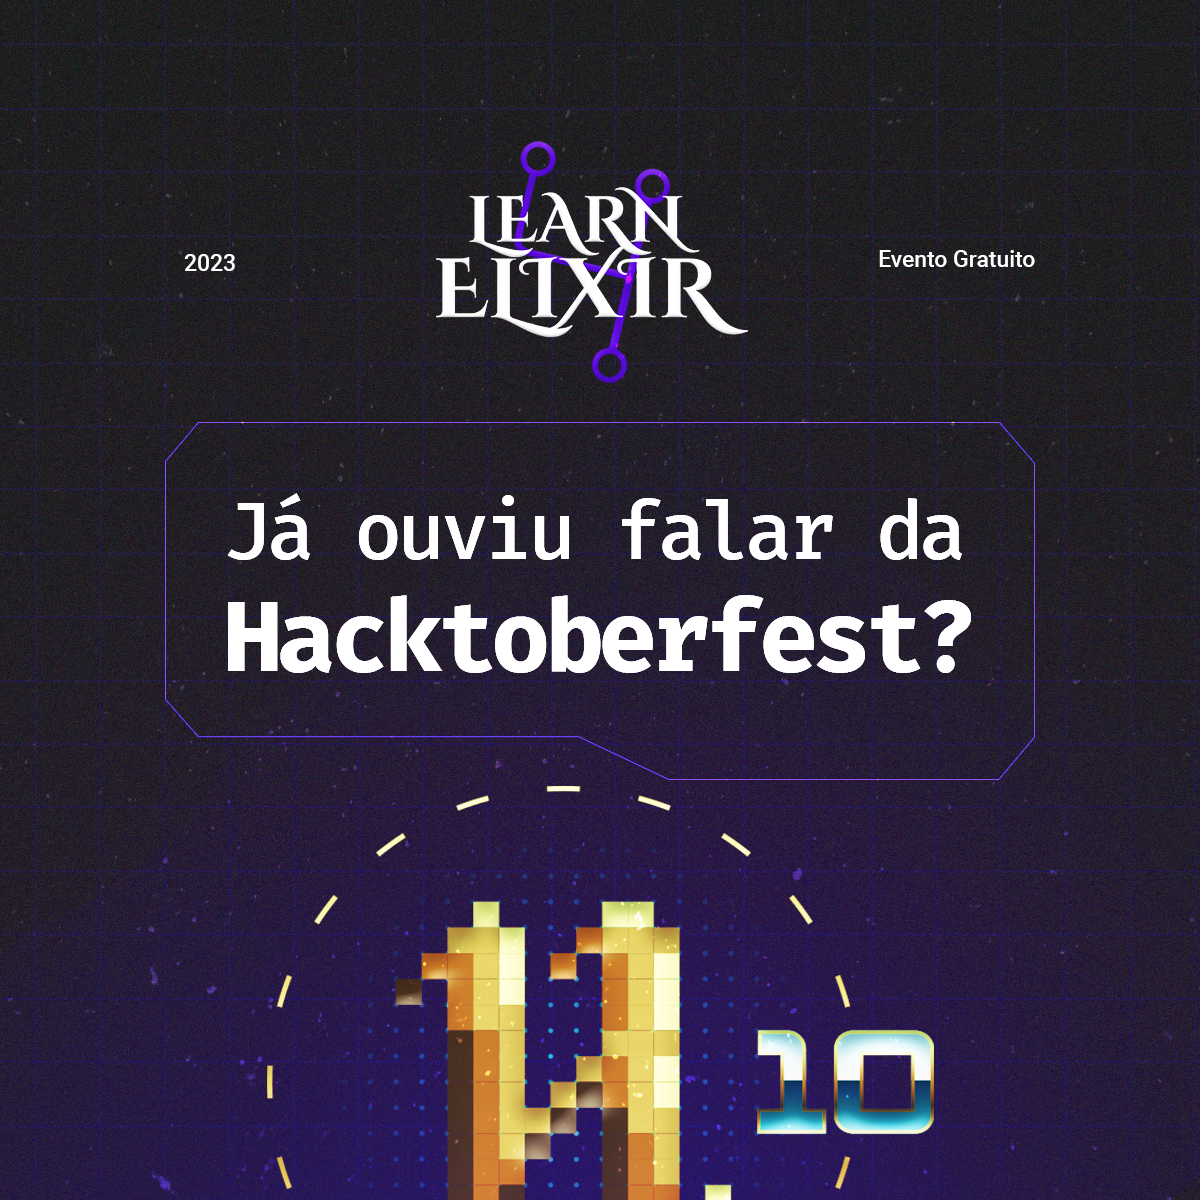 LEARN
ELIXIR
2023
Evento Gratuito
Já ouviu falar da
Hacktoberfest?
10